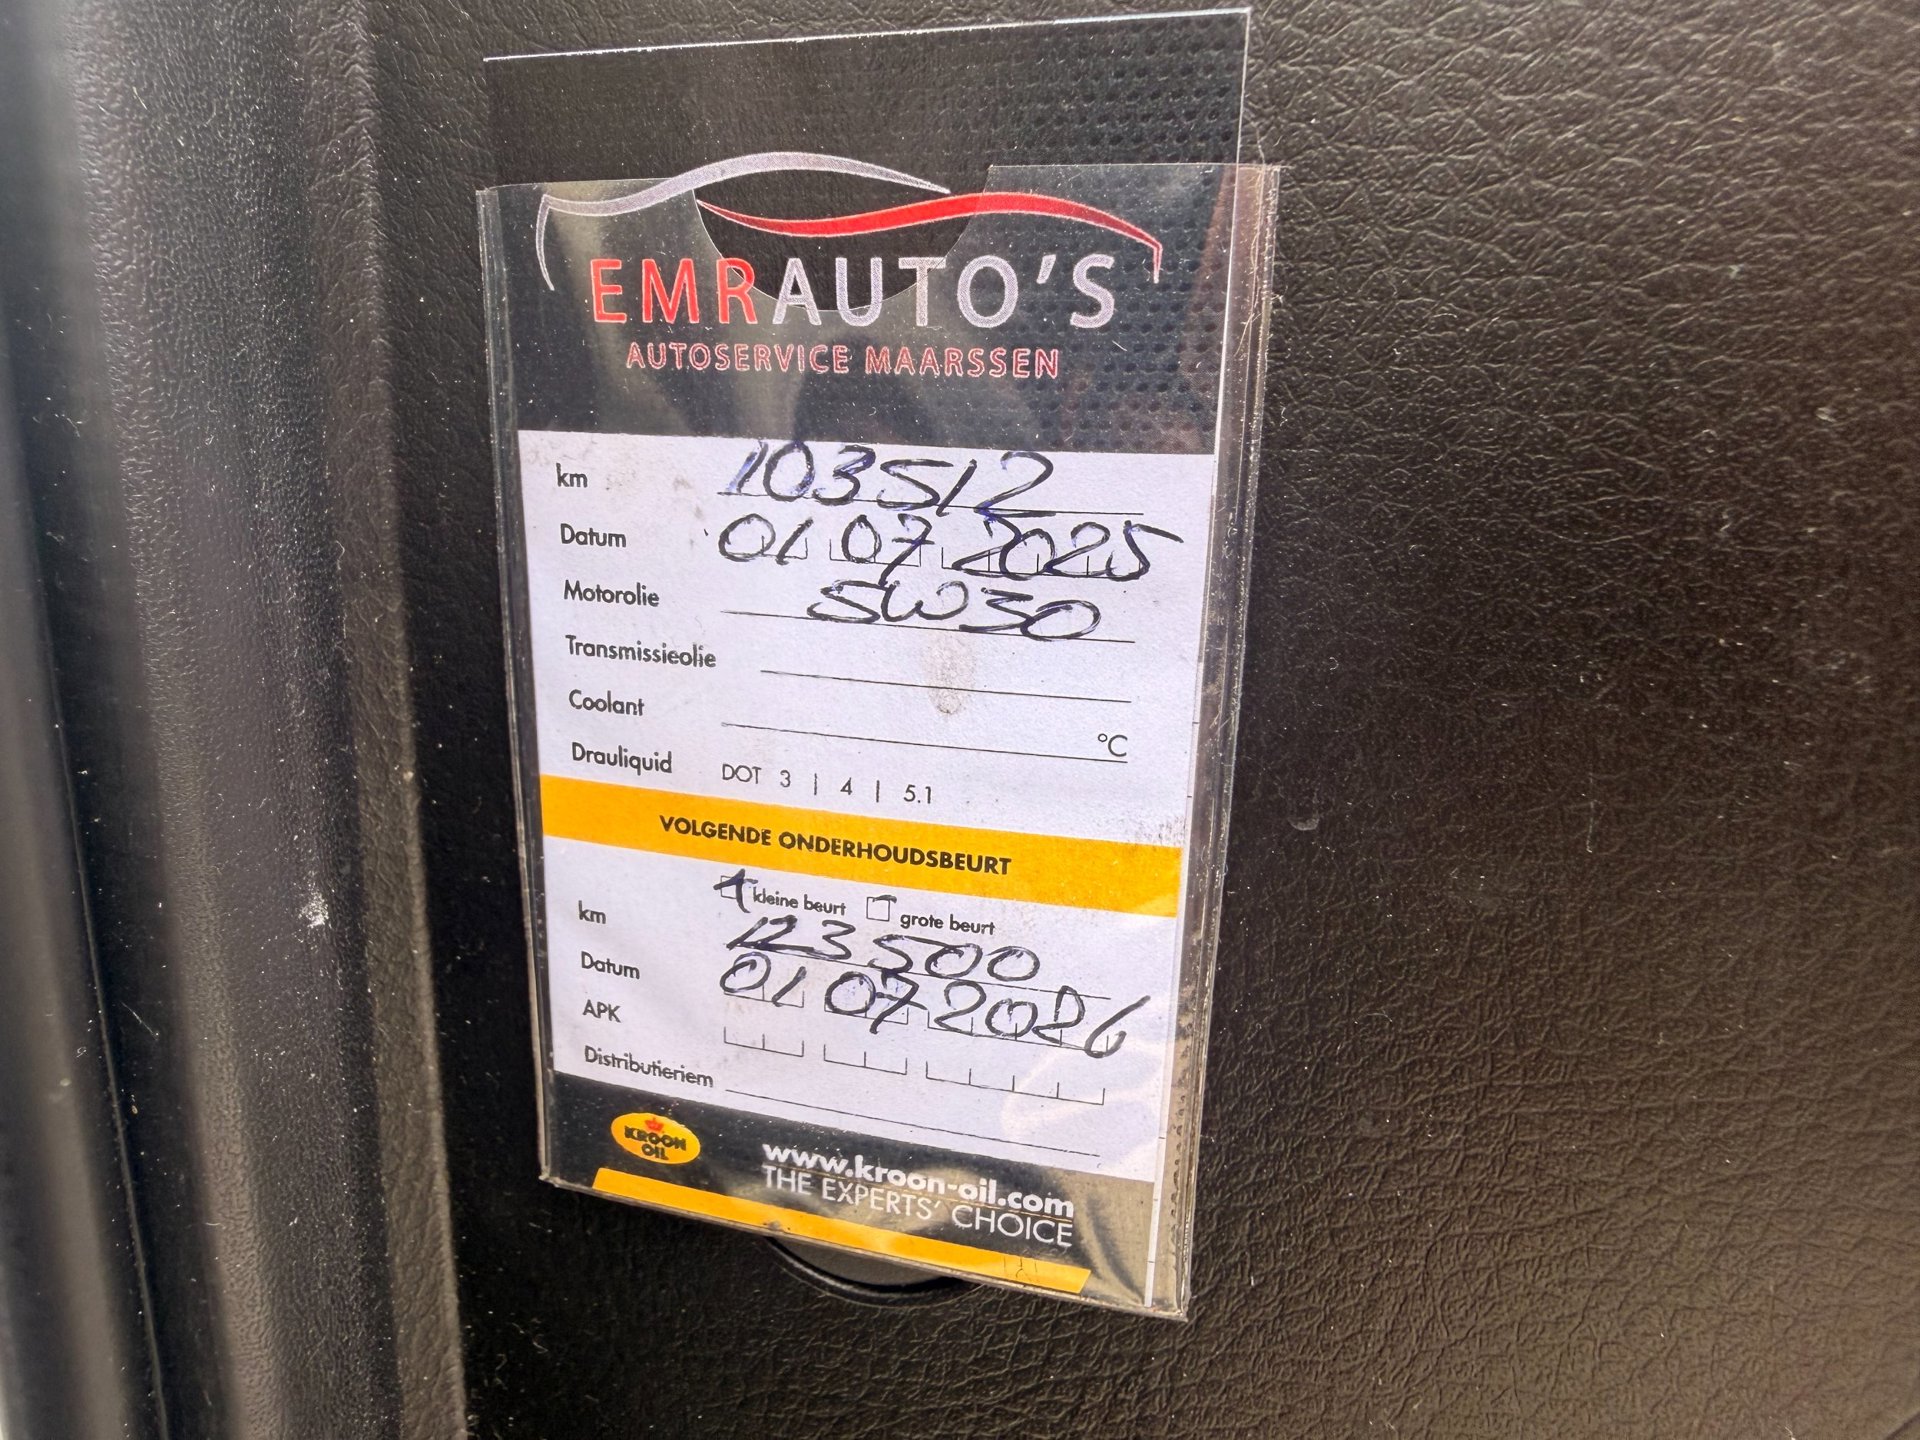 EMRAUTO'S
AUTOSERVICE MAARSSEN
km 103512
Datum 01 07 2025
Motorolie 5W30
Transmissieolie
Coolant °C
Drauliquid DOT 3 | 4 | 5.1
VOLGENDE ONDERHOUDSBEURT
kleine beurt grote beurt
km 123500
Datum 01 07 2026
APK
Distributieriem
KROON
OIL
www.kroon-oil.com
THE EXPERTS' CHOICE